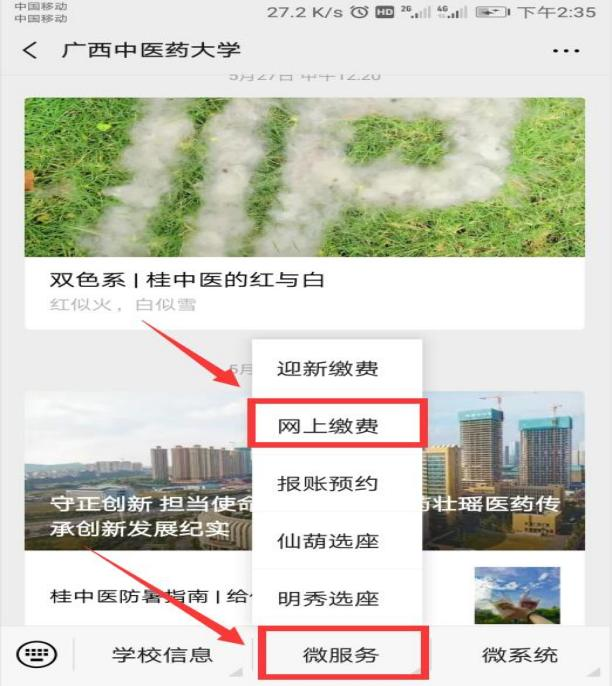 中国移动
中国移动
27.2 K/s HD 2G 4G 下午2:35
广西中医药大学
5月27日 中午12:20
双色系 | 桂中医的红与白
红似火，白似雪
5月
迎新缴费
网上缴费
报账预约
仙葫选座
明秀选座
守正创新 担当使命
药壮瑶医药传
承创新发展纪实
桂中医防暑指南 | 给
学校信息
微服务
微系统